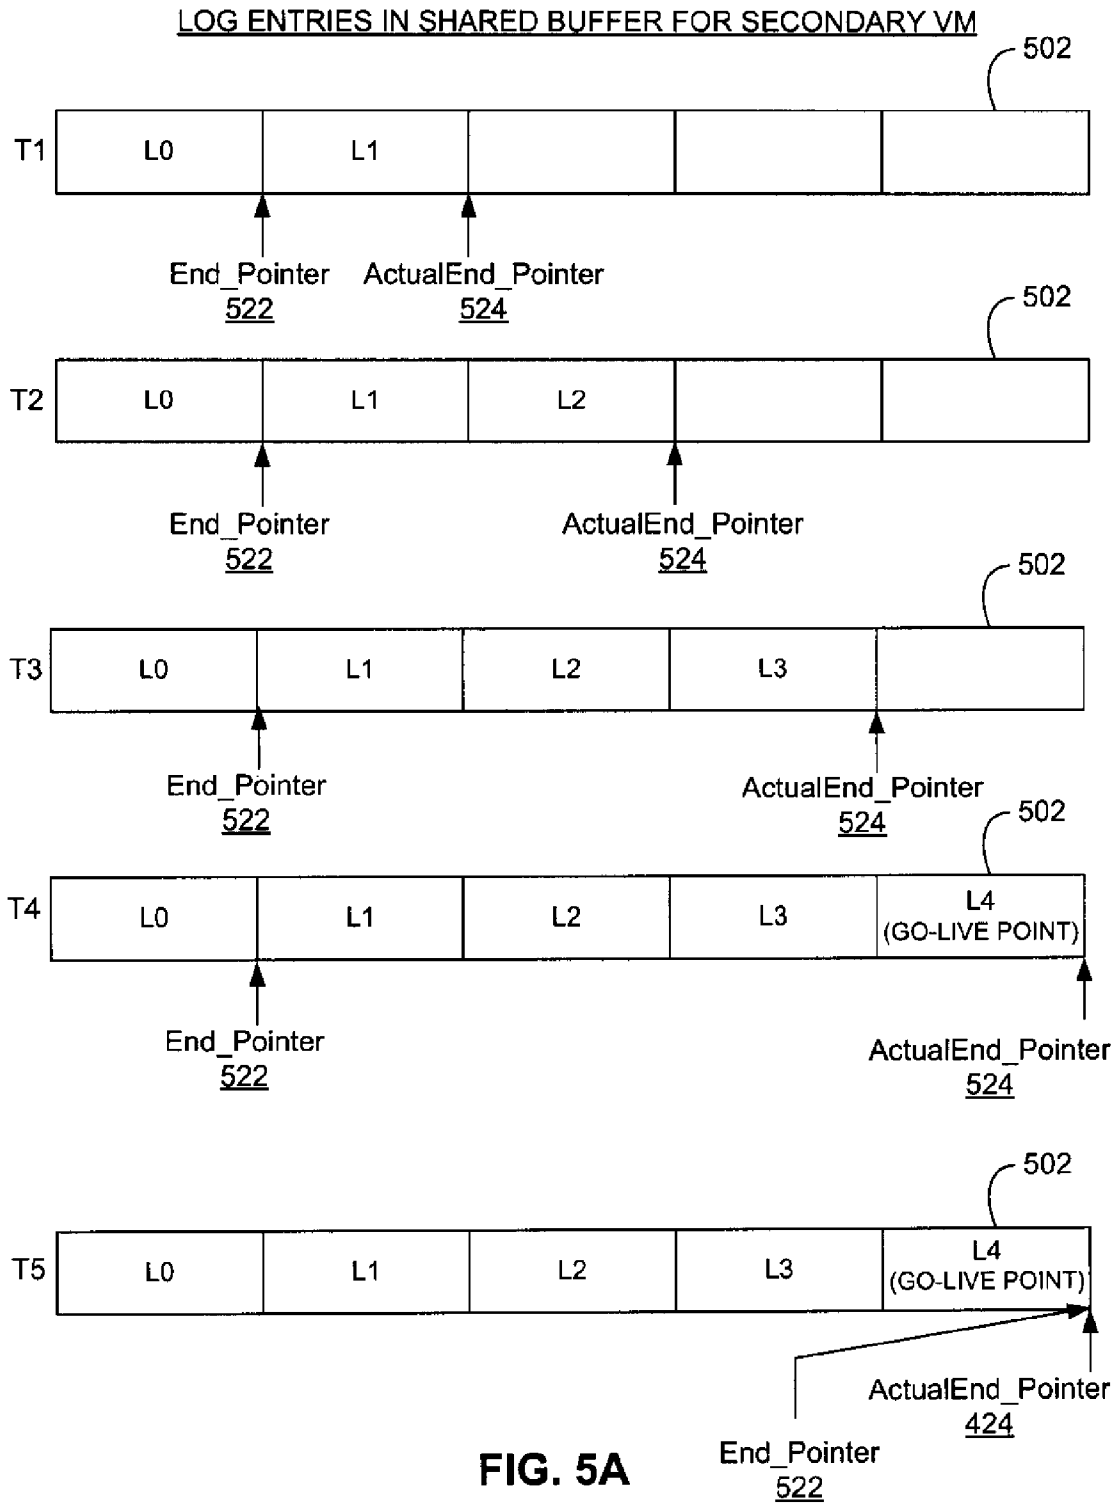 LOG ENTRIES IN SHARED BUFFER FOR SECONDARY VM
502
T1 L0 L1
End_Pointer ActualEnd_Pointer
522 524
502
T2 L0 L1 L2
End_Pointer ActualEnd_Pointer
522 524
502
T3 L0 L1 L2 L3
End_Pointer ActualEnd_Pointer
522 524
502
T4 L0 L1 L2 L3 L4
(GO-LIVE POINT)
End_Pointer ActualEnd_Pointer
522 524
502
T5 L0 L1 L2 L3 L4
(GO-LIVE POINT)
ActualEnd_Pointer
424
End_Pointer
522
FIG. 5A